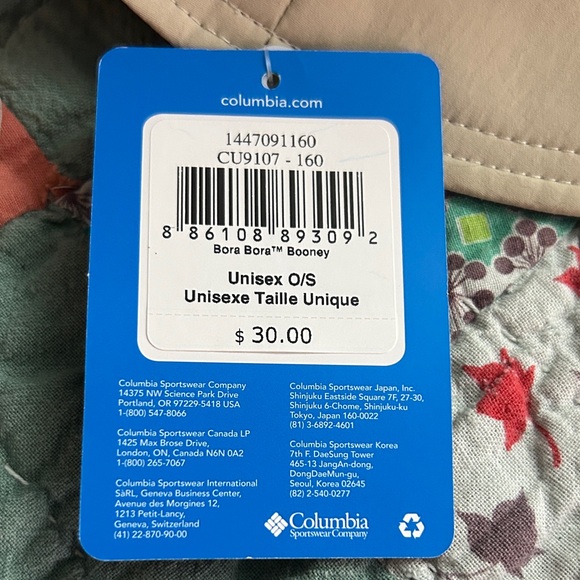 columbia.com
1447091160
CU9107 - 160
8 86108 89309 2
Bora Bora™ Booney
Unisex O/S
Unisexe Taille Unique
$ 30.00
Columbia Sportswear Company
14375 NW Science Park Drive
Portland, OR 97229-5418 USA
1-(800) 547-8066
Columbia Sportswear Canada LP
1425 Max Brose Drive,
London, ON, Canada N6N 0A2
1-(800) 265-7067
Columbia Sportswear International
SàRL, Geneva Business Center,
Avenue des Morgines 12,
1213 Petit-Lancy,
Geneva, Switzerland
(41) 22-870-90-00
Columbia Sportswear Japan, Inc.
Shinjuku Eastside Square 7F, 27-30,
Shinjuku 6-Chome, Shinjuku-ku
Tokyo, Japan 160-0022
(81) 3-6892-4601
Columbia Sportswear Korea
7th F. DaeSung Tower
465-13 JangAn-dong,
DongDaeMun-gu,
Seoul, Korea 02645
(82) 2-540-0277
Columbia
Sportswear Company